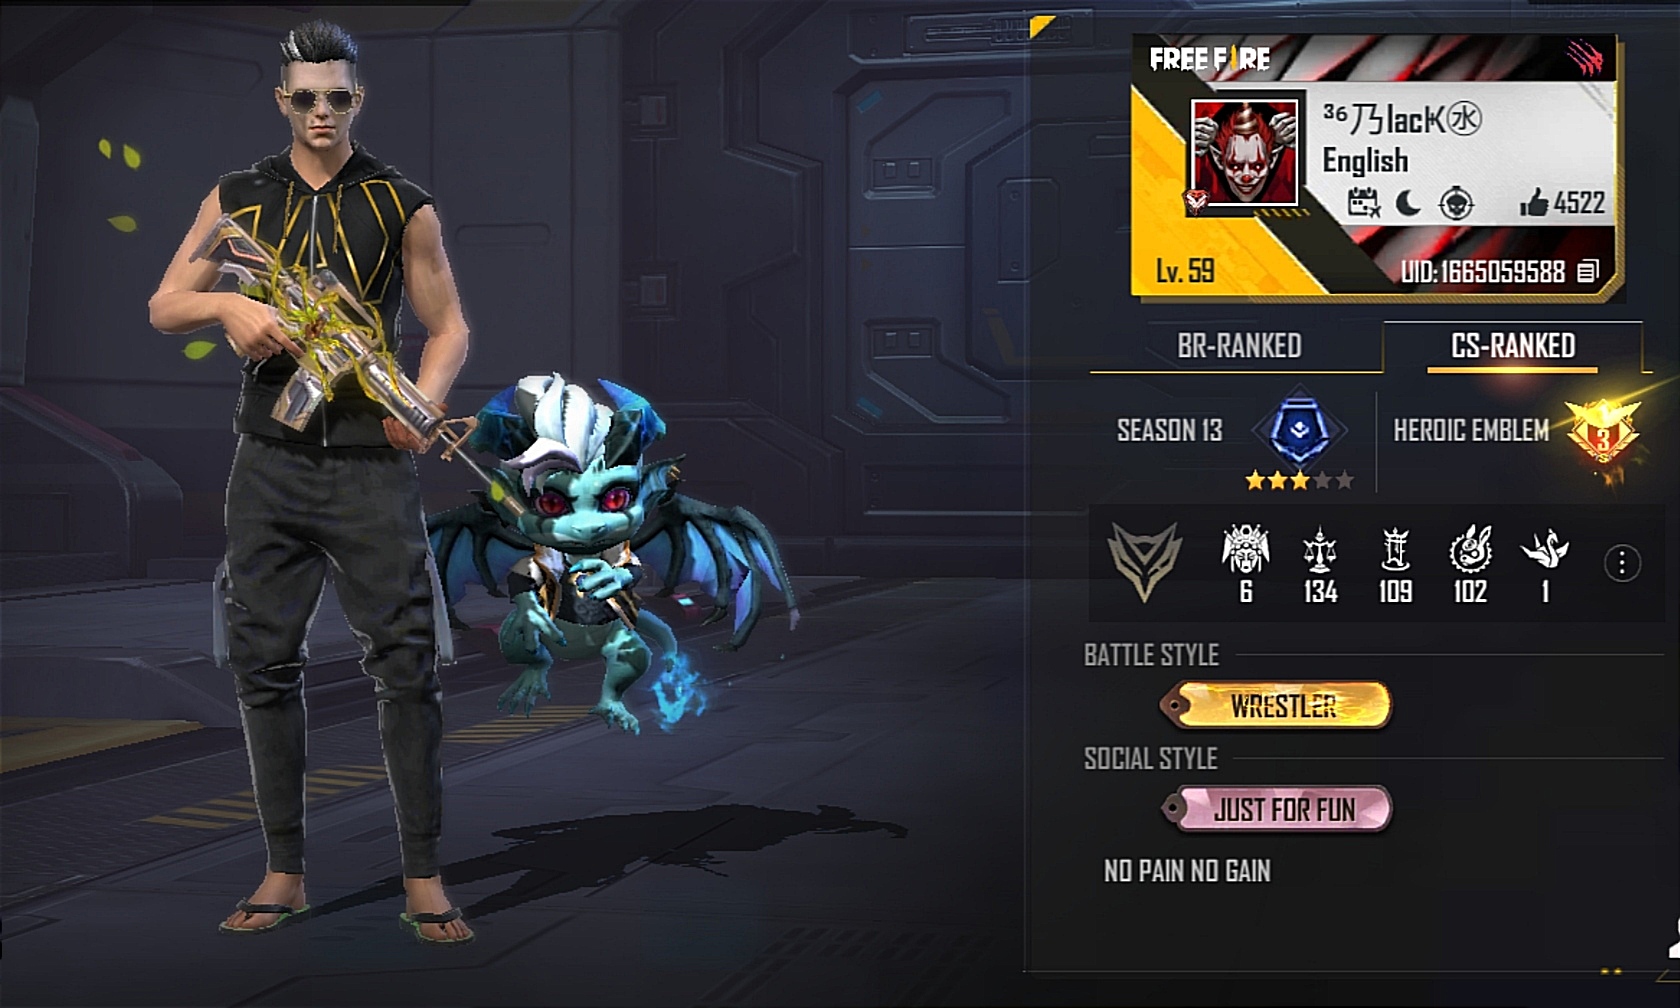 FREE FIRE
³⁶乃lacK㊌
English
4522
Lv. 59
UID:1665059588
BR-RANKED
CS-RANKED
SEASON 13
HEROIC EMBLEM
3
6
134
109
102
1
BATTLE STYLE
WRESTLER
SOCIAL STYLE
JUST FOR FUN
NO PAIN NO GAIN